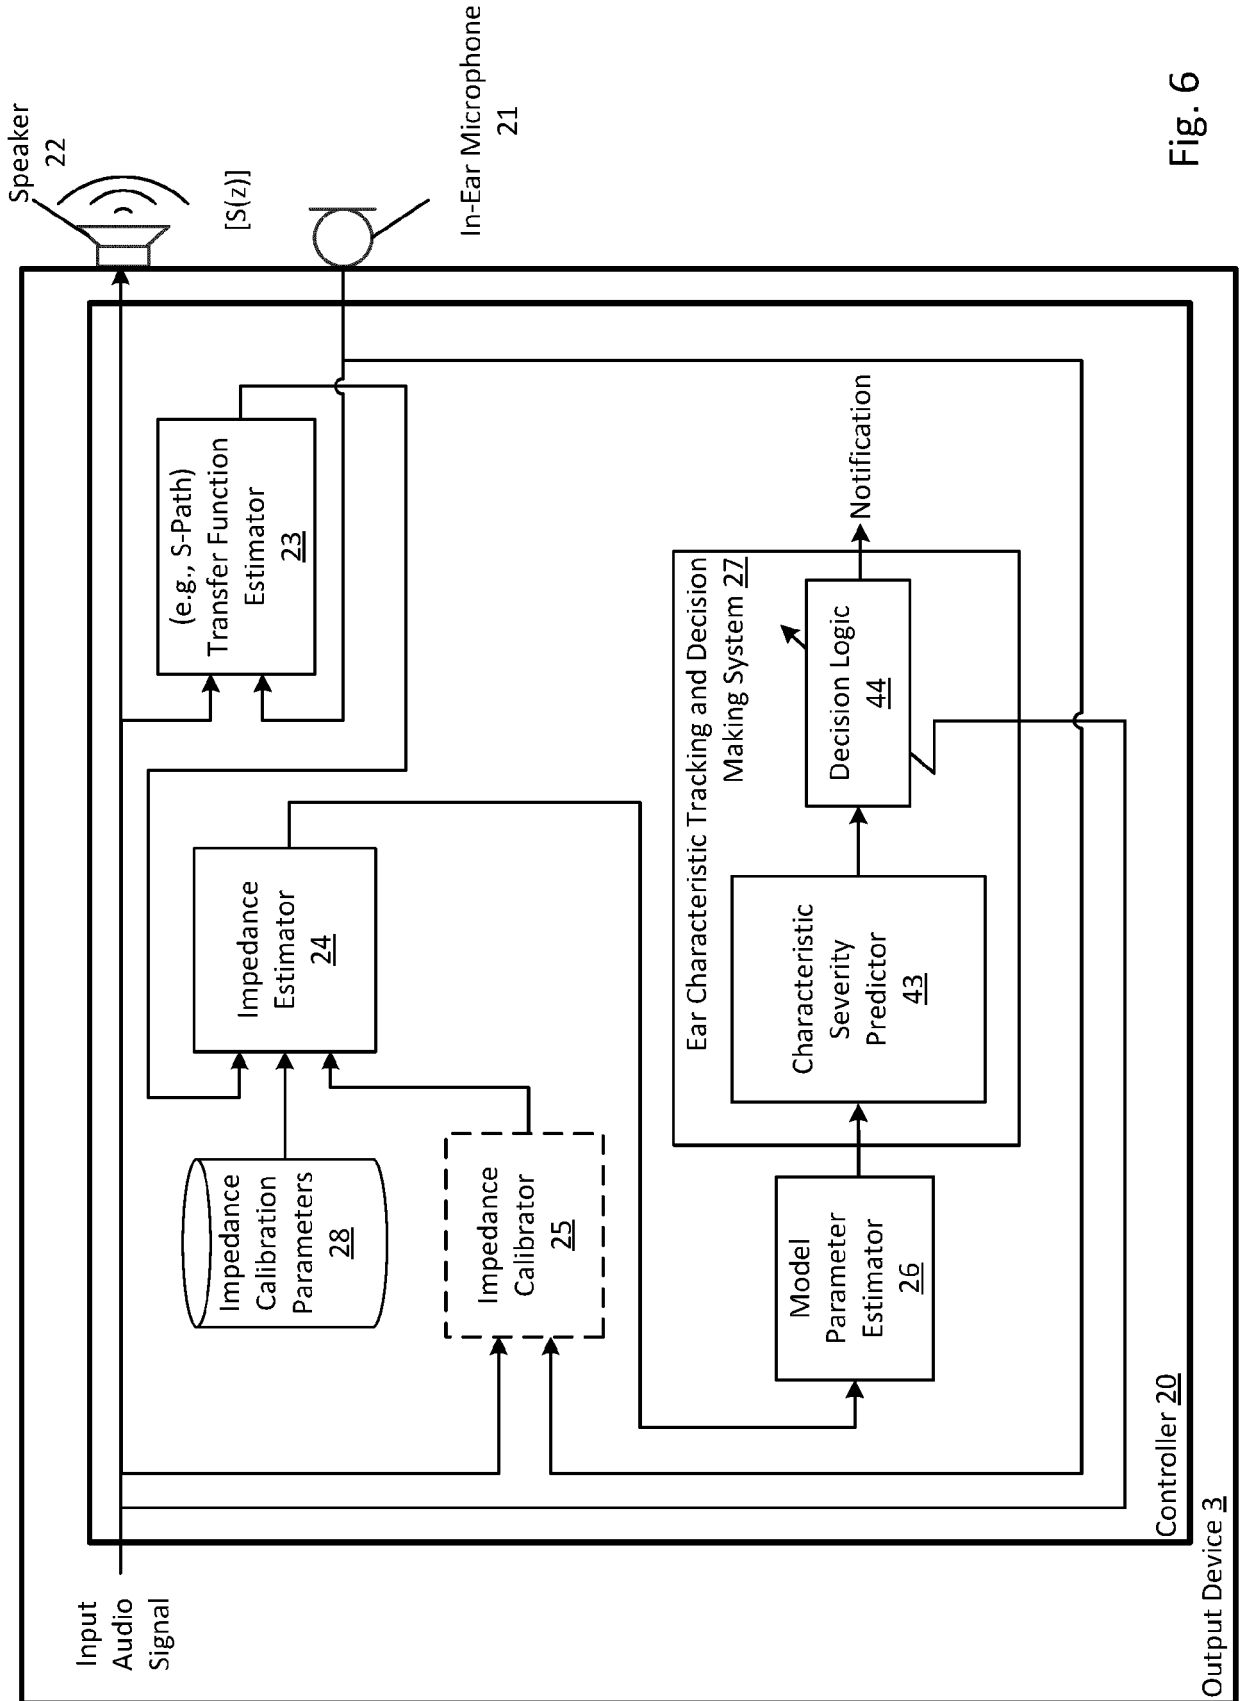 Input
Audio
Signal
Speaker
22
[S(z)]
In-Ear Microphone
21
(e.g., S-Path)
Transfer Function
Estimator
23
Impedance
Estimator
24
Impedance
Calibration
Parameters
28
Impedance
Calibrator
25
Model
Parameter
Estimator
26
Ear Characteristic Tracking and Decision
Making System 27
Characteristic
Severity
Predictor
43
Decision Logic
44
Notification
Controller 20
Output Device 3
Fig. 6